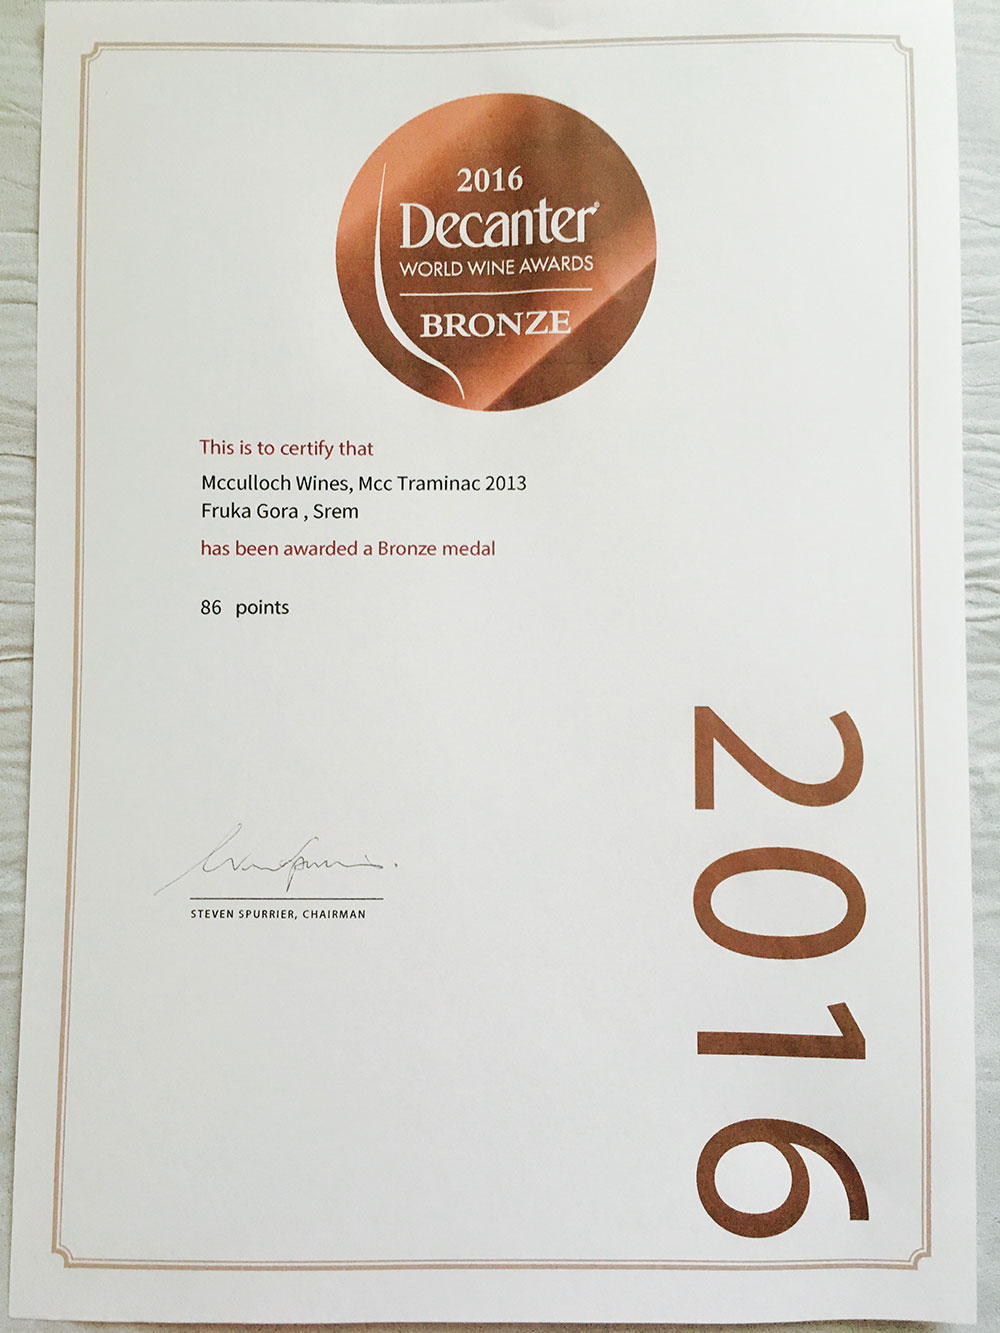 2016
Decanter®
WORLD WINE AWARDS
BRONZE
This is to certify that
Mcculloch Wines, Mcc Traminac 2013
Fruka Gora , Srem
has been awarded a Bronze medal
86 points
2016
STEVEN SPURRIER, CHAIRMAN